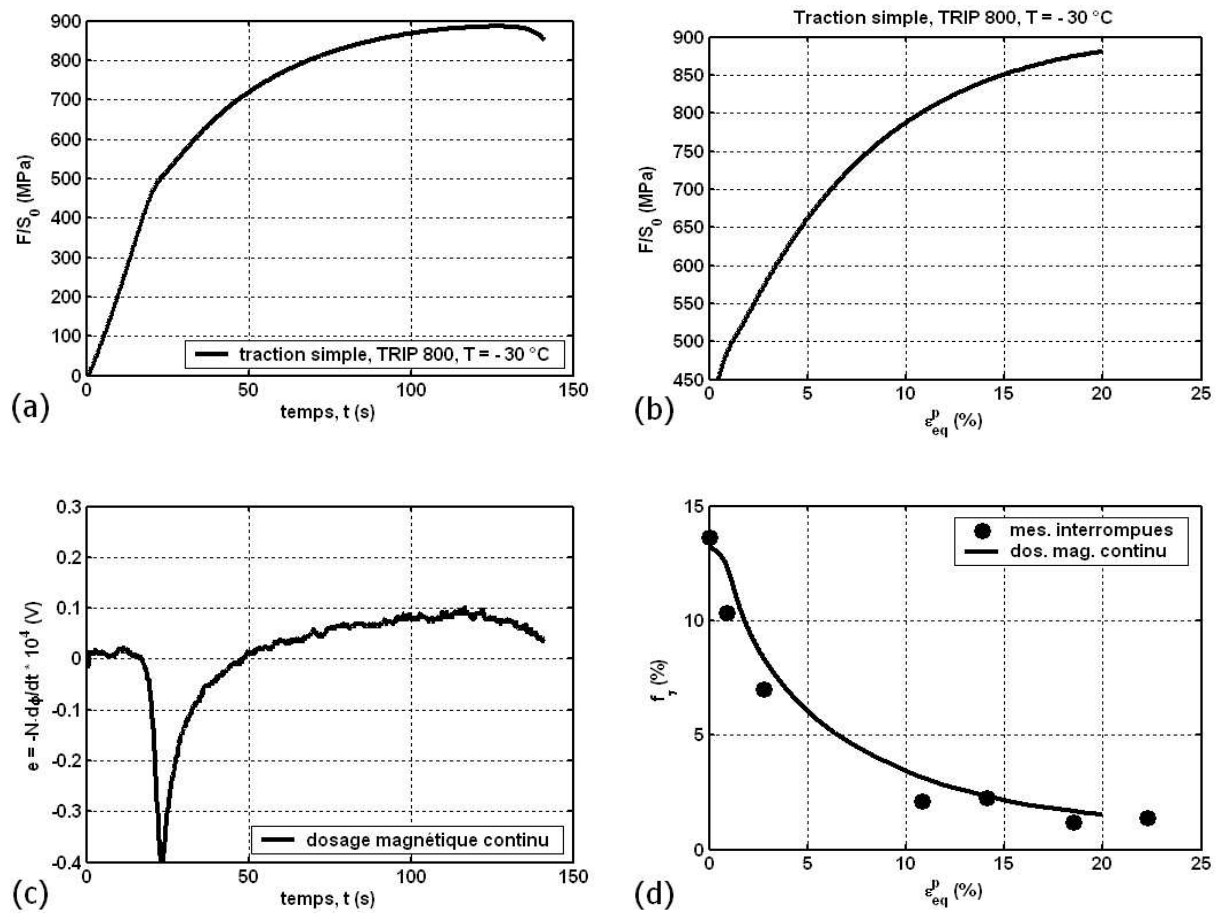 900
800
700
600
500
400
300
200
100
0
F/S0 (MPa)
traction simple, TRIP 800, T = - 30 °C
0 50 100 150
temps, t (s)
(a)
Traction simple, TRIP 800, T = - 30 °C
900
850
800
750
700
650
600
550
500
450
F/S0 (MPa)
0 5 10 15 20 25
εpeq (%)
(b)
0.3
0.2
0.1
0
-0.1
-0.2
-0.3
-0.4
e = -N·dϕ/dt * 10⁴ (V)
dosage magnétique continu
0 50 100 150
temps, t (s)
(c)
15
10
5
0
fγ (%)
mes. interrompues
dos. mag. continu
0 5 10 15 20 25
εpeq (%)
(d)